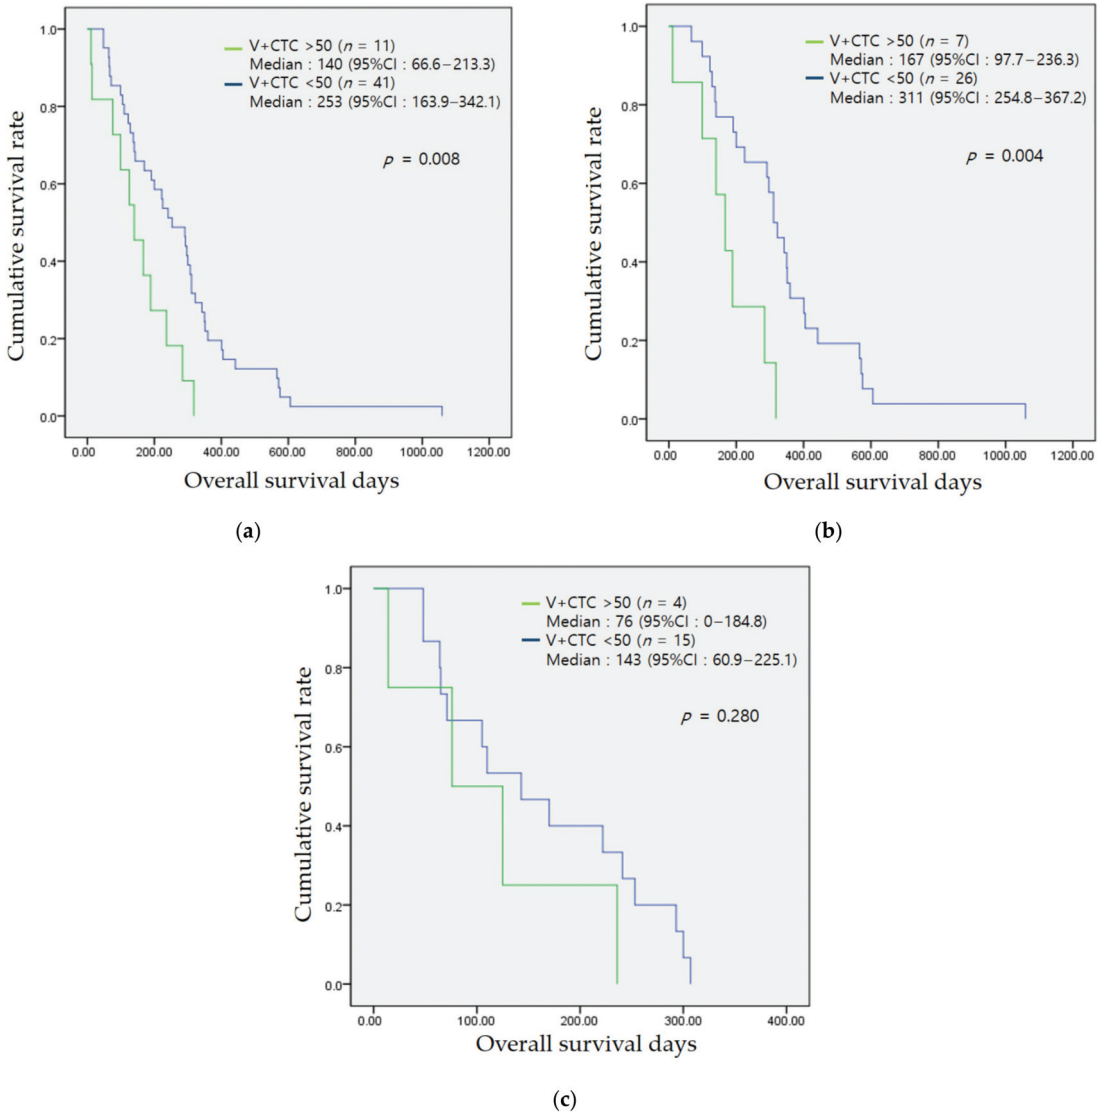 V+CTC >50 (n = 11)
Median : 140 (95%CI : 66.6–213.3)
V+CTC <50 (n = 41)
Median : 253 (95%CI : 163.9–342.1)
p = 0.008
Cumulative survival rate
1.0
0.8
0.6
0.4
0.2
0.0
0.00 200.00 400.00 600.00 800.00 1000.00 1200.00
Overall survival days
(a)
V+CTC >50 (n = 7)
Median : 167 (95%CI : 97.7–236.3)
V+CTC <50 (n = 26)
Median : 311 (95%CI : 254.8–367.2)
p = 0.004
Cumulative survival rate
1.0
0.8
0.6
0.4
0.2
0.0
0.00 200.00 400.00 600.00 800.00 1000.00 1200.00
Overall survival days
(b)
V+CTC >50 (n = 4)
Median : 76 (95%CI : 0–184.8)
V+CTC <50 (n = 15)
Median : 143 (95%CI : 60.9–225.1)
p = 0.280
Cumulative survival rate
1.0
0.8
0.6
0.4
0.2
0.0
0.00 100.00 200.00 300.00 400.00
Overall survival days
(c)